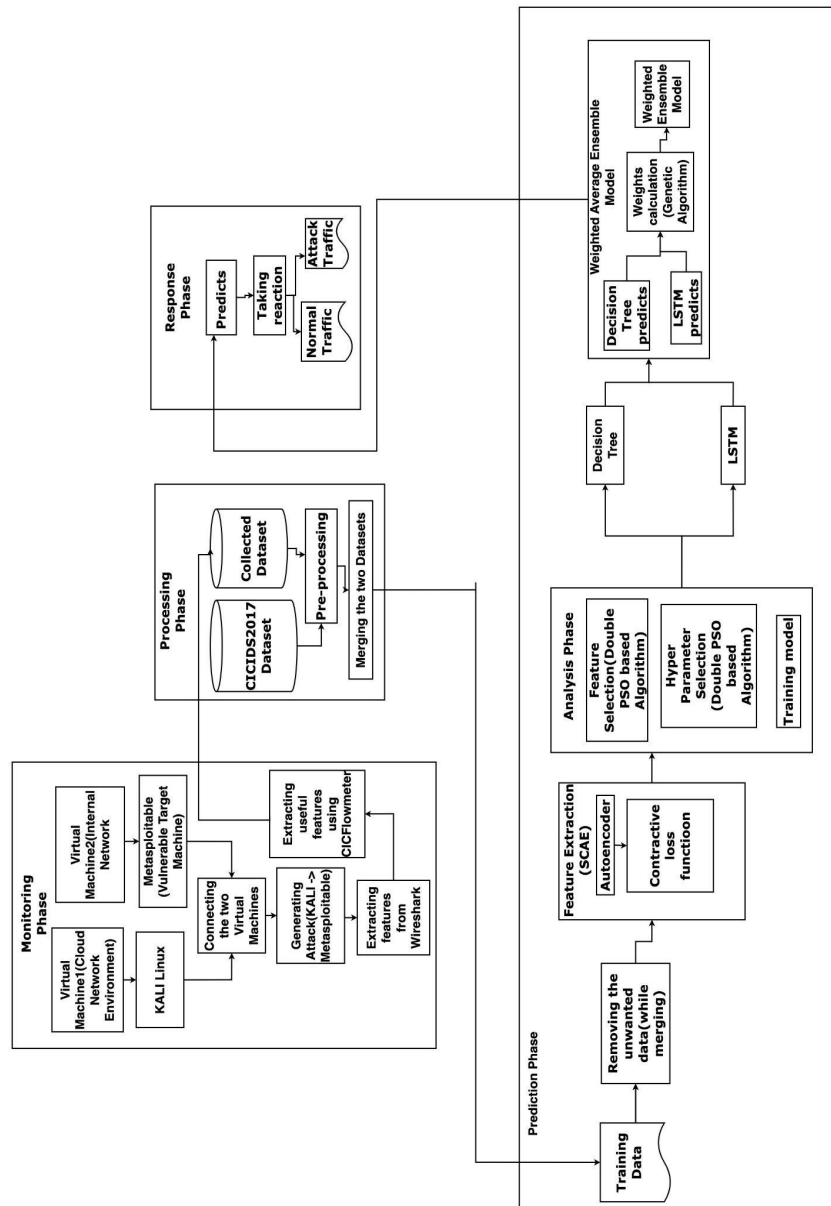 Monitoring
Phase
Virtual
Machine1(Cloud
Network
Environment)
KALI Linux
Virtual
Machine2(Internal
Network
Metasploitable
(Vulnerable Target
Machine)
Connecting
the two
Virtual
Machines
Generating
Attack(KALI ->
Metasploitable)
Extracting
features
from
Wireshark
Extracting
useful
features
using
CICFlowmeter
Processing
Phase
CICIDS2017
Dataset
Collected
Dataset
Pre-processing
Merging the two Datasets
Response
Phase
Predicts
Taking
reaction
Normal
Traffic
Attack
Traffic
Prediction Phase
Training
Data
Removing the
unwanted
data(while
merging)
Feature Extraction
(SCAE)
Autoencoder
Contractive
loss
functioon
Analysis Phase
Feature
Selection(Double
PSO based
Algorithm)
Hyper
Parameter
Selection
(Double PSO
based
Algorithm)
Training model
Decision
Tree
LSTM
Weighted Average Ensemble
Model
Decision
Tree
predicts
LSTM
predicts
Weights
calculation
(Genetic
Algorithm)
Weighted
Ensemble
Model